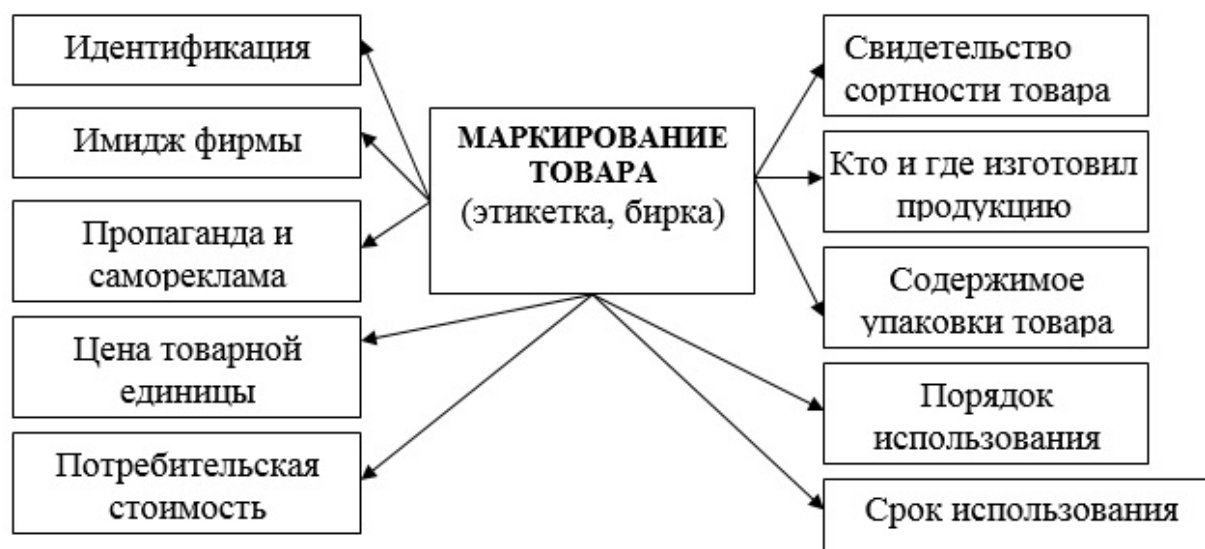 Идентификация
Имидж фирмы
Пропаганда и
самореклама
Цена товарной
единицы
Потребительская
стоимость
МАРКИРОВАНИЕ
ТОВАРА
(этикетка, бирка)
Свидетельство
сортности товара
Кто и где изготовил
продукцию
Содержимое
упаковки товара
Порядок
использования
Срок использования